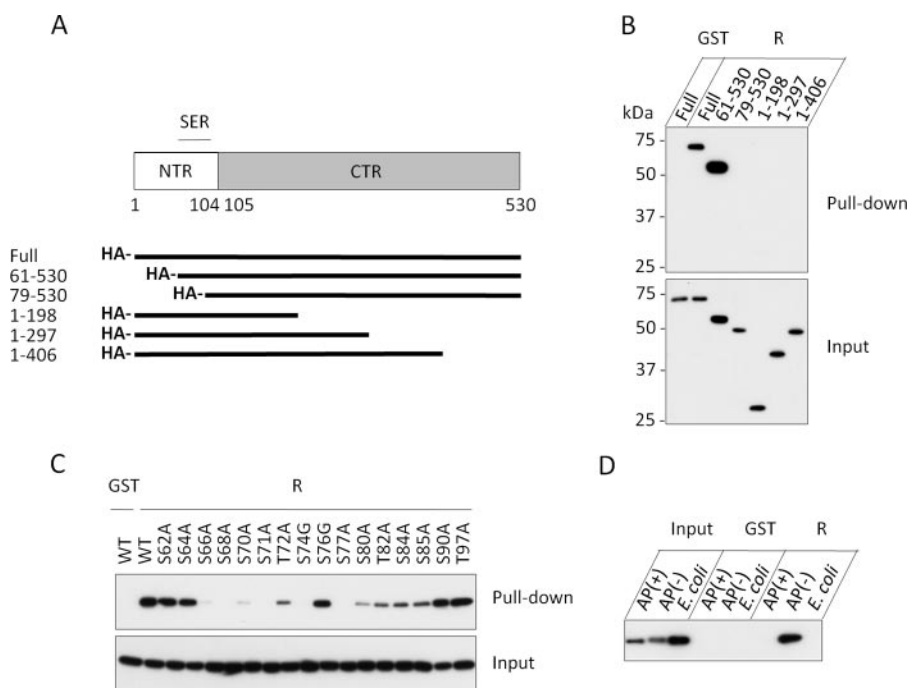 A
SER
NTR
CTR
1
104
105
530
Full
HA-
61-530
HA-
79-530
HA-
1-198
HA-
1-297
HA-
1-406
HA-
B
GST
R
kDa
Full
Full
61-530
79-530
1-198
1-297
1-406
75
50
37
25
Pull-down
75
50
37
25
Input
C
GST
R
WT
WT
S62A
S64A
S66A
S68A
S70A
S71A
T72A
S74G
S76G
S77A
S80A
T82A
S84A
S85A
S90A
T97A
Pull-down
Input
D
Input
GST
R
AP(+)
AP(-)
E. coli
AP(+)
AP(-)
E. coli
AP(+)
AP(-)
E. coli